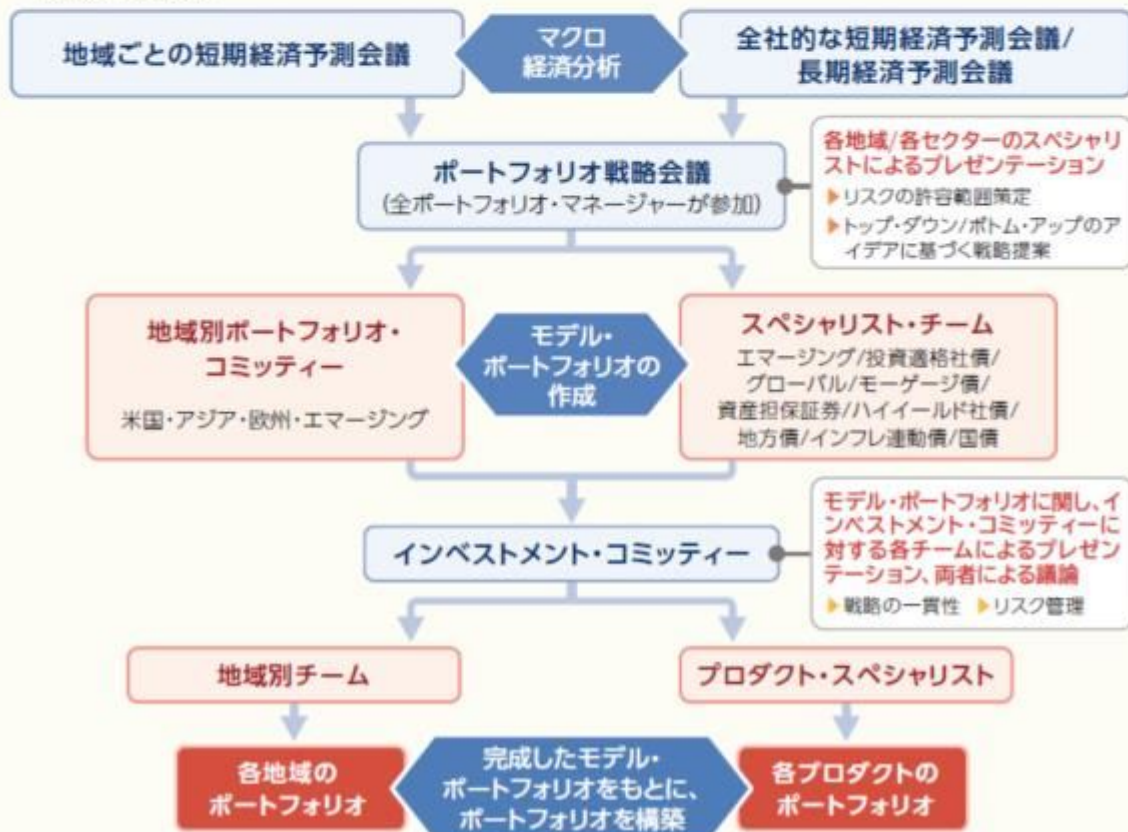 地域ごとの短期経済予測会議
マクロ
経済分析
全社的な短期経済予測会議/
長期経済予測会議
ポートフォリオ戦略会議
(全ポートフォリオ・マネージャーが参加)
各地域/各セクターのスペシャリ
ストによるプレゼンテーション
▶リスクの許容範囲策定
▶トップ・ダウン/ボトム・アップのア
イデアに基づく戦略提案
地域別ポートフォリオ・
コミッティー
米国・アジア・欧州・エマージング
モデル・
ポートフォリオの
作成
スペシャリスト・チーム
エマージング/投資適格社債/
グローバル/モーゲージ債/
資産担保証券/ハイイールド社債/
地方債/インフレ連動債/国債
インベストメント・コミッティー
モデル・ポートフォリオに関し、イ
ンベストメント・コミッティーに
対する各チームによるプレゼン
テーション、両者による議論
▶戦略の一貫性 ▶リスク管理
地域別チーム
プロダクト・スペシャリスト
各地域の
ポートフォリオ
完成したモデル・
ポートフォリオをもとに、
ポートフォリオを構築
各プロダクトの
ポートフォリオ